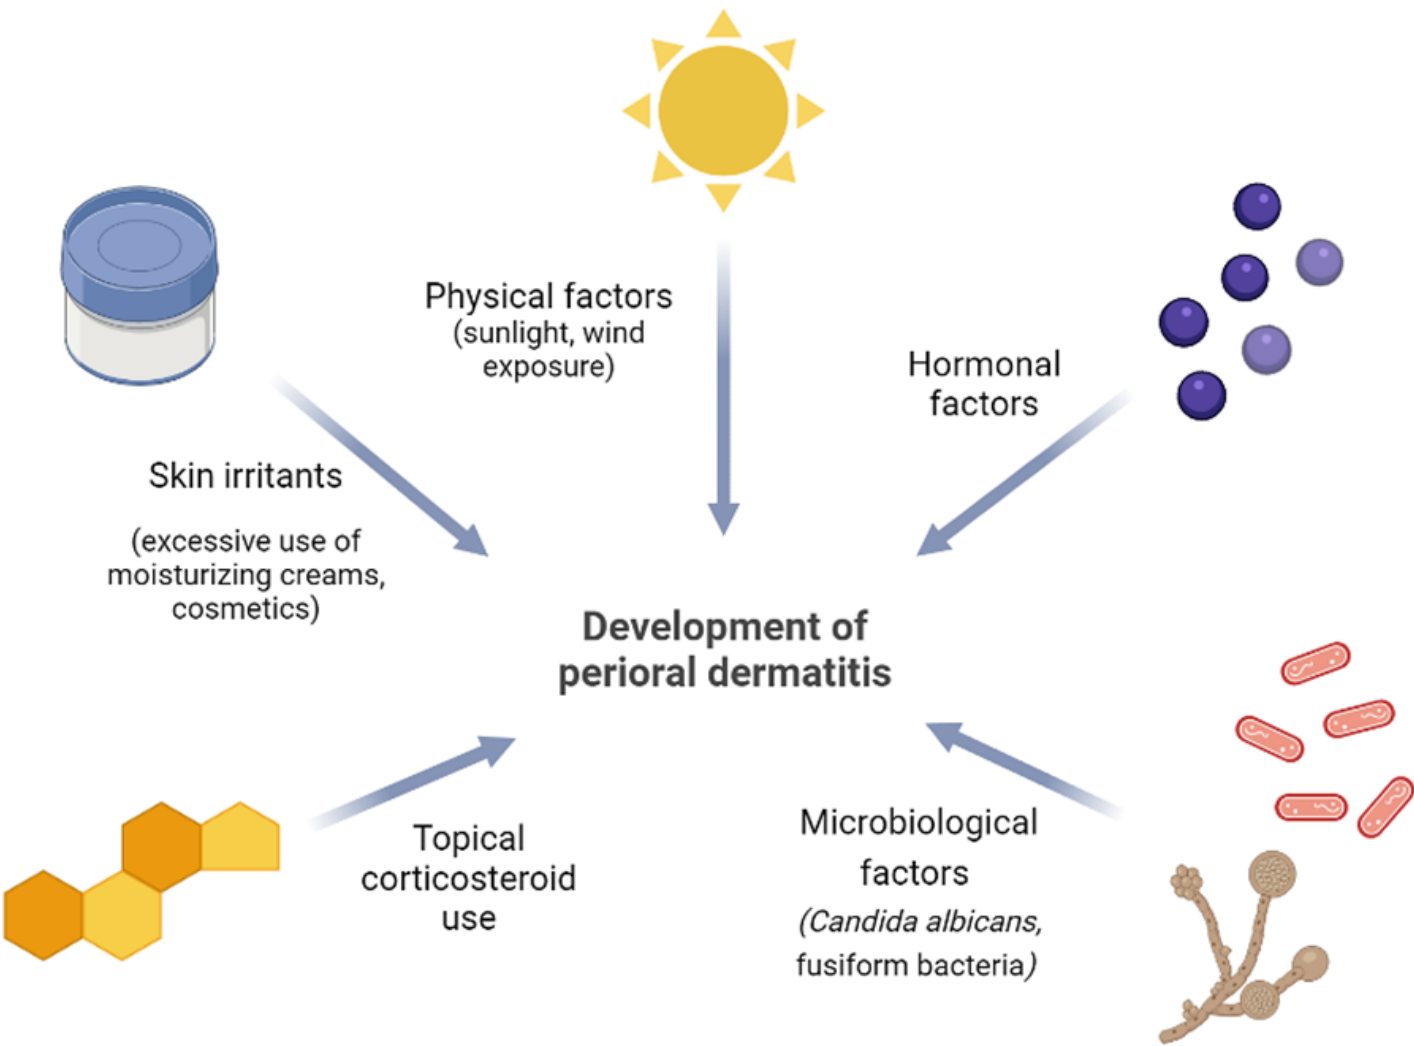 Physical factors
(sunlight, wind
exposure)
Hormonal
factors
Skin irritants
(excessive use of
moisturizing creams,
cosmetics)
Development of
perioral dermatitis
Topical
corticosteroid
use
Microbiological
factors
(Candida albicans,
fusiform bacteria)